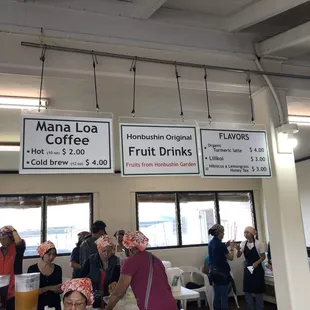 Mana Loa
Coffee
• Hot (10 oz) $ 2.00
• Cold brew (12 oz) $ 4.00
Honbushin Original
Fruit Drinks
Fruits from Honbushin garden
FLAVORS
Organic
Turmeric latte $ 4.00
Lilikoi $ 3.00
Hibiscus & Lemongrass
Honey Tea $ 3.00